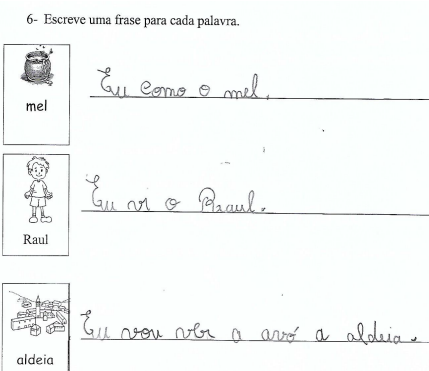 6- Escreve uma frase para cada palavra.
mel
Eu como o mel.
Raul
Eu vi o Raul.
aldeia
Eu vou ver a avó a aldeia.